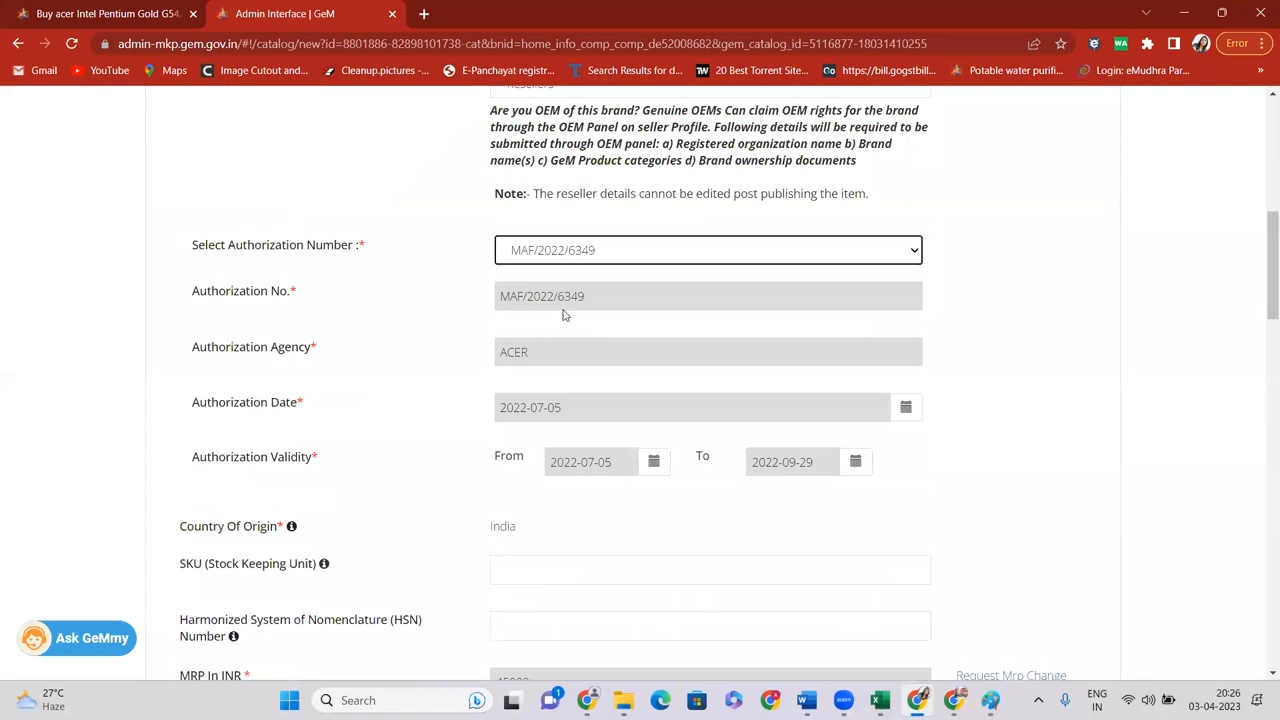 Buy acer Intel Pentium Gold G54
Admin Interface | GeM
admin-mkp.gem.gov.in/#!/catalog/new?id=8801886-82898101738-cat&bnid=home_info_comp_comp_de52008682&gem_catalog_id=5116877-18031410255
Error
Gmail
YouTube
Maps
Image Cutout and...
Cleanup.pictures -...
E-Panchayat registr...
Search Results for d...
20 Best Torrent Site...
https://bill.gogstbill...
Potable water purifi...
Login: eMudhra Par...
Resellers
Are you OEM of this brand? Genuine OEMs Can claim OEM rights for the brand
through the OEM Panel on seller Profile. Following details will be required to be
submitted through OEM panel: a) Registered organization name b) Brand
name(s) c) GeM Product categories d) Brand ownership documents
Note:- The reseller details cannot be edited post publishing the item.
Select Authorization Number :*
MAF/2022/6349
Authorization No.*
MAF/2022/6349
Authorization Agency*
ACER
Authorization Date*
2022-07-05
Authorization Validity*
From
2022-07-05
To
2022-09-29
Country Of Origin*
India
SKU (Stock Keeping Unit)
Harmonized System of Nomenclature (HSN)
Number
Ask GeMmy
MRP In INR *
Request Mrp Change
27°C
Haze
Search
1
ENG
IN
20:26
03-04-2023